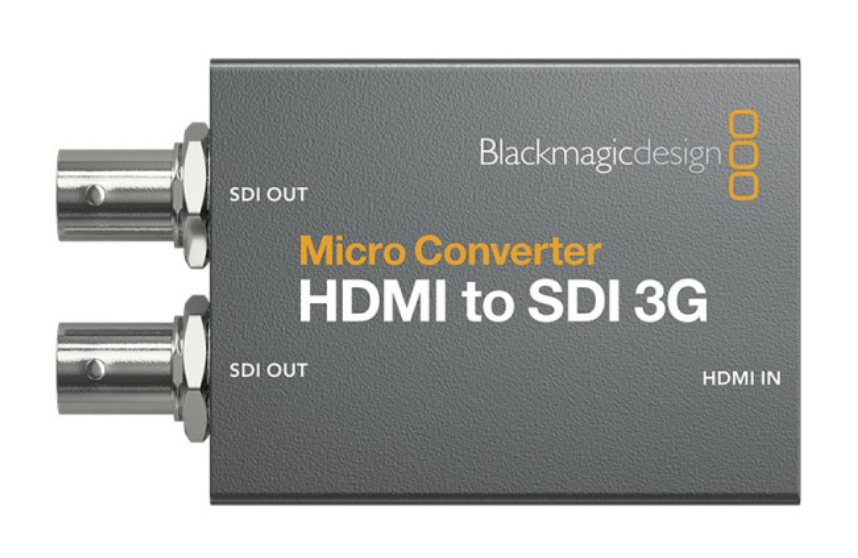 Blackmagicdesign
SDI OUT
Micro Converter
HDMI to SDI 3G
SDI OUT
HDMI IN